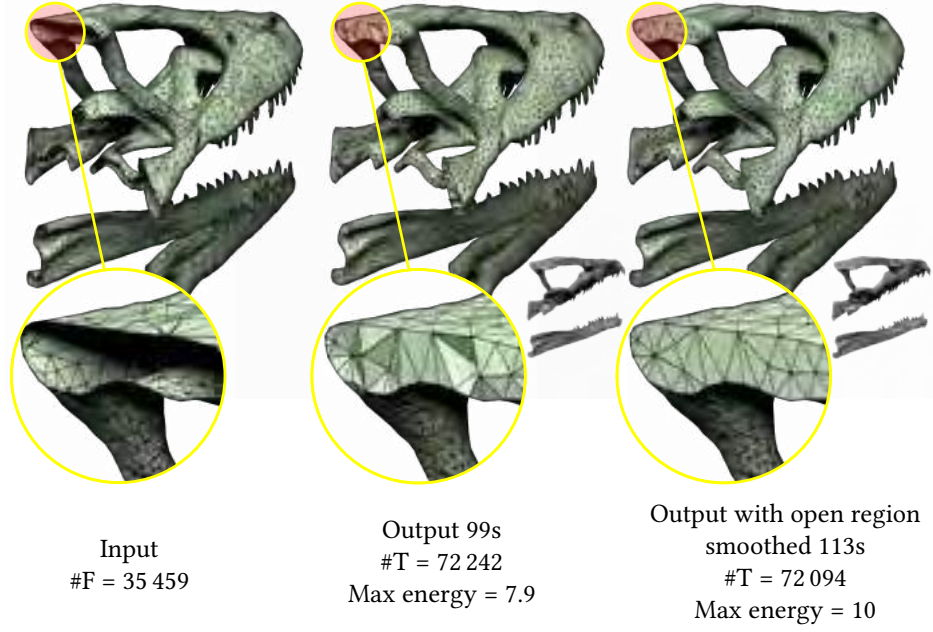 Input
#F = 35 459
Output 99s
#T = 72 242
Max energy = 7.9
Output with open region
smoothed 113s
#T = 72 094
Max energy = 10